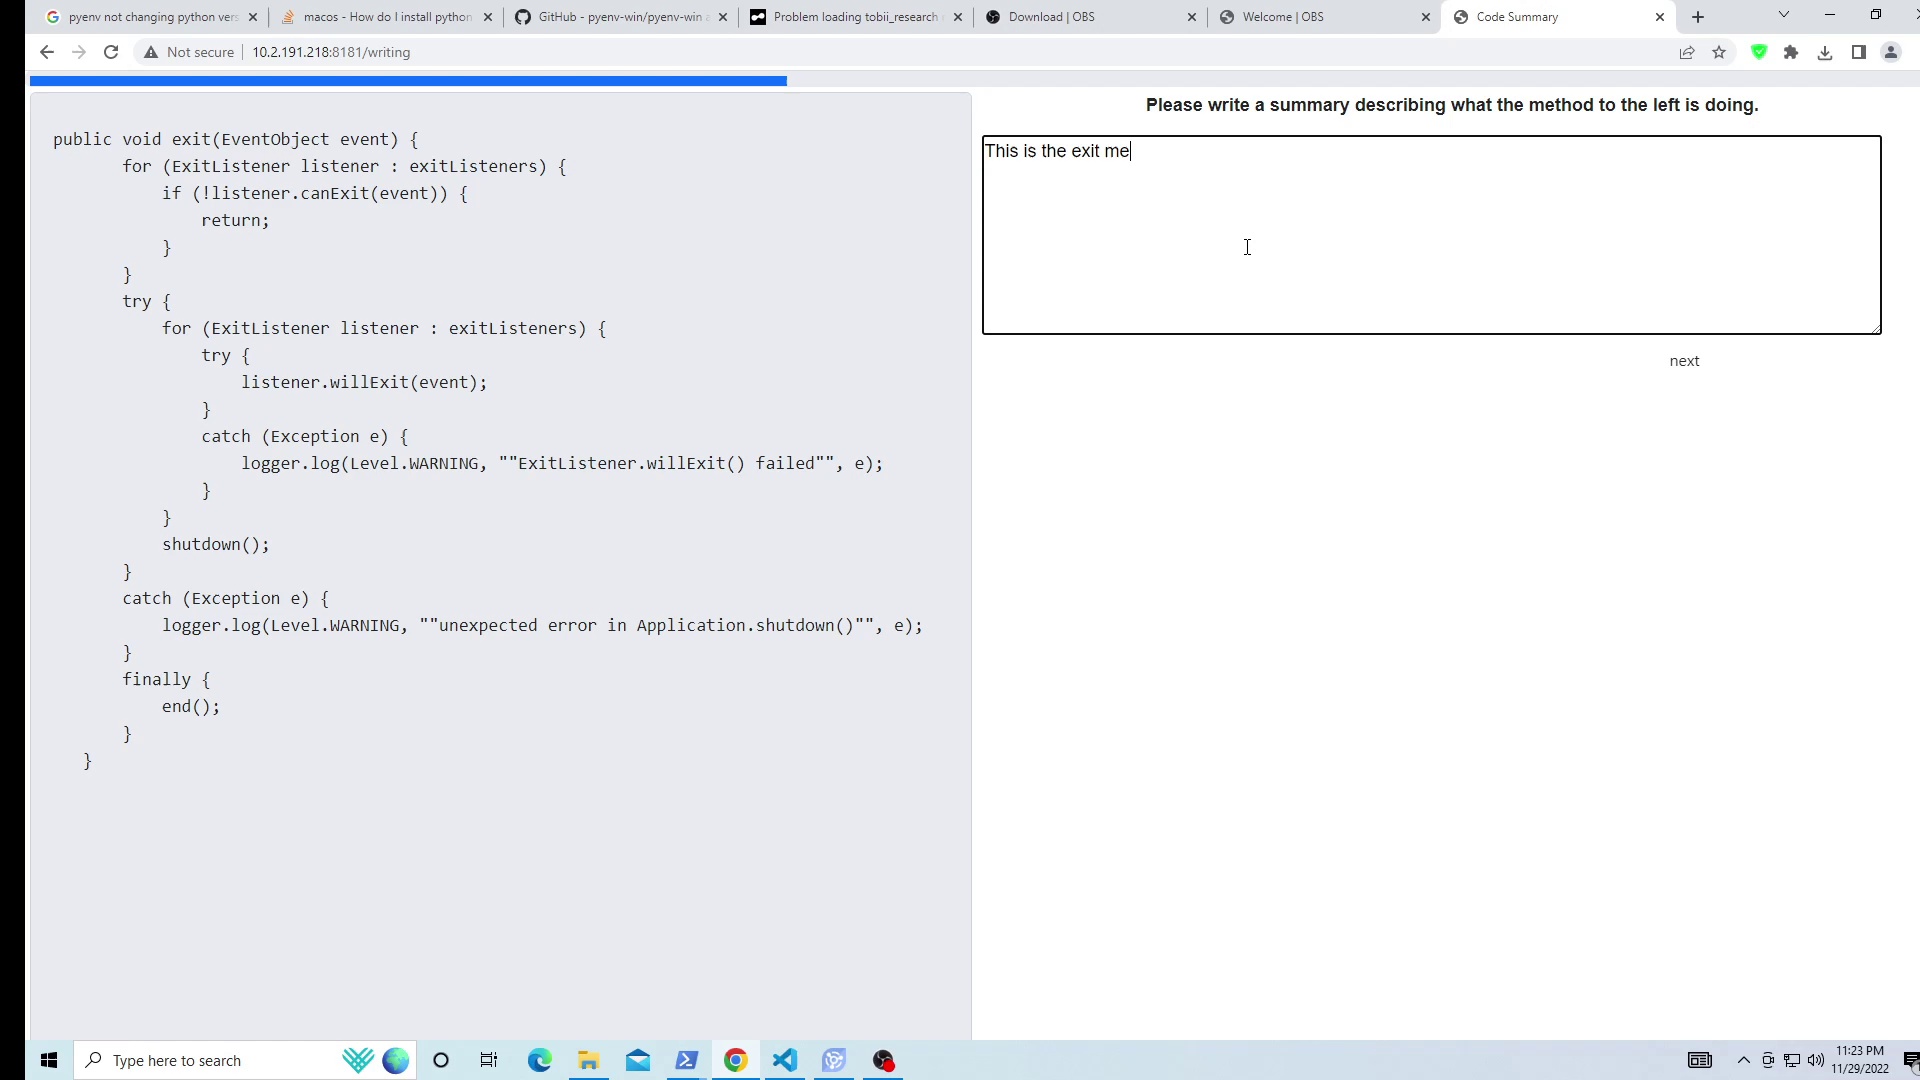 pyenv not changing python vers
macos - How do I install python
GitHub - pyenv-win/pyenv-win a
Problem loading tobii_research
Download | OBS
Welcome | OBS
Code Summary
Not secure
10.2.191.218:8181/writing
public void exit(EventObject event) {
for (ExitListener listener : exitListeners) {
if (!listener.canExit(event)) {
return;
}
}
try {
for (ExitListener listener : exitListeners) {
try {
listener.willExit(event);
}
catch (Exception e) {
logger.log(Level.WARNING, ""ExitListener.willExit() failed"", e);
}
}
shutdown();
}
catch (Exception e) {
logger.log(Level.WARNING, ""unexpected error in Application.shutdown()"", e);
}
finally {
end();
}
}
Please write a summary describing what the method to the left is doing.
This is the exit me
next
Type here to search
11:23 PM
11/29/2022